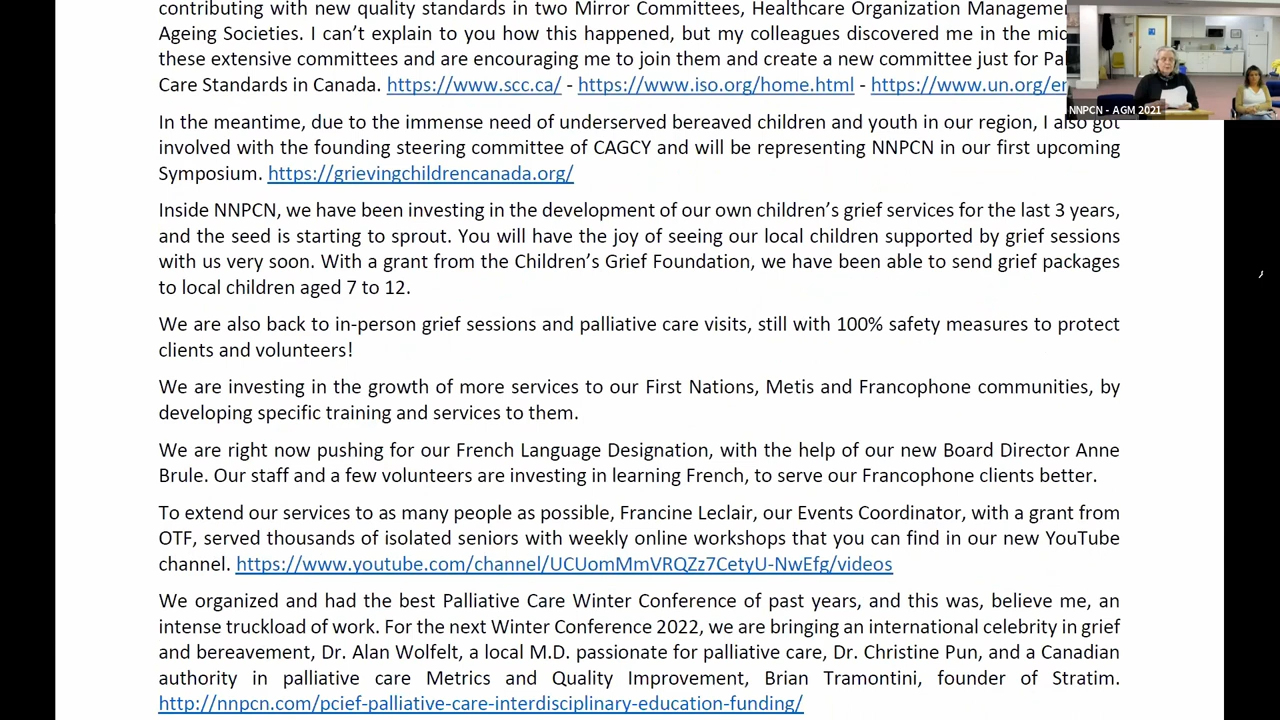 contributing with new quality standards in two Mirror Committees, Healthcare Organization Managemen
Ageing Societies. I can’t explain to you how this happened, but my colleagues discovered me in the mid
these extensive committees and are encouraging me to join them and create a new committee just for Pal
Care Standards in Canada. https://www.scc.ca/ - https://www.iso.org/home.html - https://www.un.org/en
NNPCN - AGM 2021
In the meantime, due to the immense need of underserved bereaved children and youth in our region, I also got
involved with the founding steering committee of CAGCY and will be representing NNPCN in our first upcoming
Symposium. https://grievingchildrencanada.org/
Inside NNPCN, we have been investing in the development of our own children’s grief services for the last 3 years,
and the seed is starting to sprout. You will have the joy of seeing our local children supported by grief sessions
with us very soon. With a grant from the Children’s Grief Foundation, we have been able to send grief packages
to local children aged 7 to 12.
We are also back to in-person grief sessions and palliative care visits, still with 100% safety measures to protect
clients and volunteers!
We are investing in the growth of more services to our First Nations, Metis and Francophone communities, by
developing specific training and services to them.
We are right now pushing for our French Language Designation, with the help of our new Board Director Anne
Brule. Our staff and a few volunteers are investing in learning French, to serve our Francophone clients better.
To extend our services to as many people as possible, Francine Leclair, our Events Coordinator, with a grant from
OTF, served thousands of isolated seniors with weekly online workshops that you can find in our new YouTube
channel. https://www.youtube.com/channel/UCUomMmVRQZz7CetyU-NwEfg/videos
We organized and had the best Palliative Care Winter Conference of past years, and this was, believe me, an
intense truckload of work. For the next Winter Conference 2022, we are bringing an international celebrity in grief
and bereavement, Dr. Alan Wolfelt, a local M.D. passionate for palliative care, Dr. Christine Pun, and a Canadian
authority in palliative care Metrics and Quality Improvement, Brian Tramontini, founder of Stratim.
http://nnpcn.com/pcief-palliative-care-interdisciplinary-education-funding/